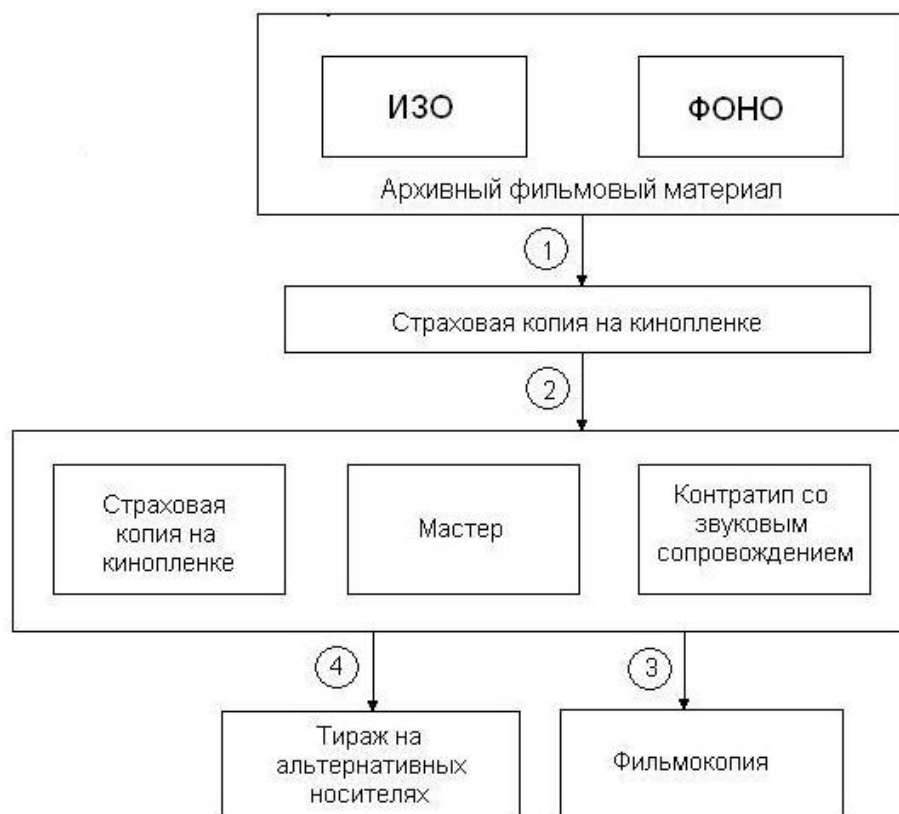 ИЗО
ФОНО
Архивный фильмовый материал
1
Страховая копия на кинопленке
2
Страховая
копия на
кинопленке
Мастер
Контратип со
звуковым
сопровождением
4
3
Тираж на
альтернативных
носителях
Фильмокопия